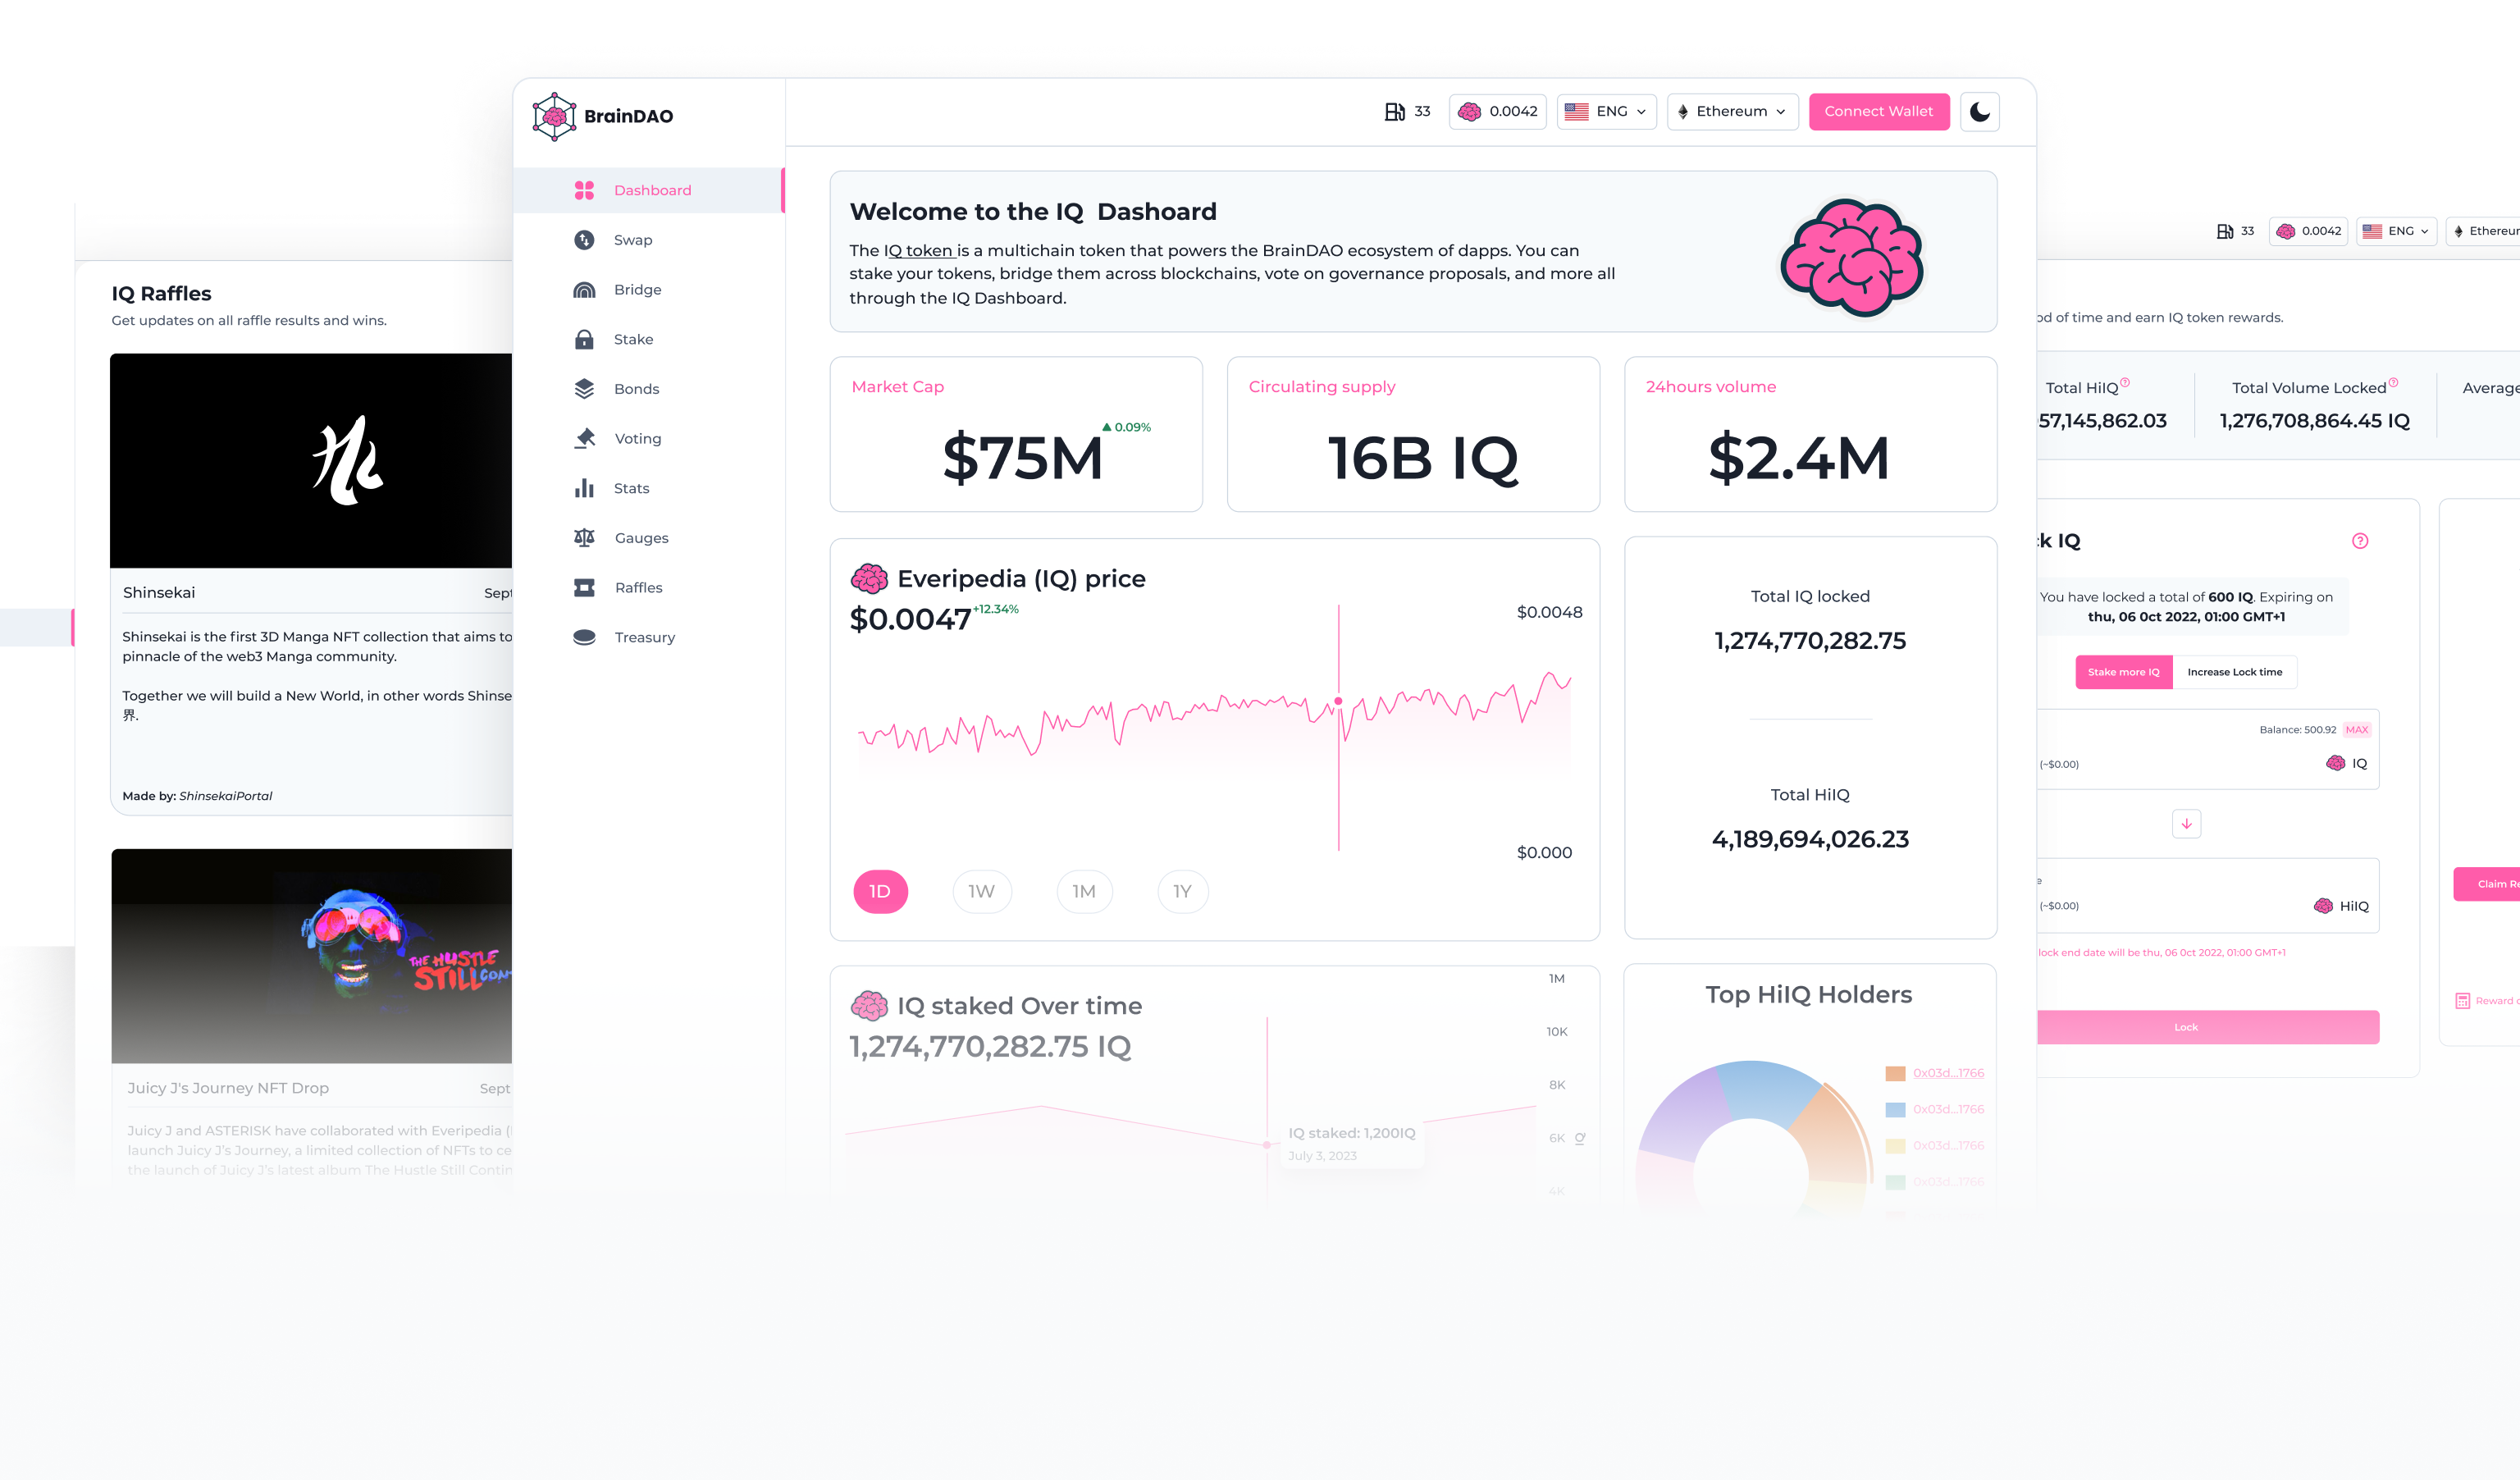 IQ Raffles
Get updates on all raffle results and wins.
Shinsekai
Sept
Shinsekai is the first 3D Manga NFT collection that aims to
pinnacle of the web3 Manga community.
Together we will build a New World, in other words Shinse
界.
Made by: ShinsekaiPortal
THE HUSTLE
STILL CON
Juicy J's Journey NFT Drop
Sept
Juicy J and ASTERISK have collaborated with Everipedia (
launch Juicy J's Journey, a limited collection of NFTs to ce
the launch of Juicy J's latest album The Hustle Still Contin
BrainDAO
33
0.0042
ENG
Ethereum
Connect Wallet
Dashboard
Swap
Bridge
Stake
Bonds
Voting
Stats
Gauges
Raffles
Treasury
Welcome to the IQ Dashoard
The IQ token is a multichain token that powers the BrainDAO ecosystem of dapps. You can
stake your tokens, bridge them across blockchains, vote on governance proposals, and more all
through the IQ Dashboard.
Market Cap
$75M
0.09%
Circulating supply
16B IQ
24hours volume
$2.4M
Everipedia (IQ) price
$0.0047
+12.34%
$0.0048
$0.000
1D
1W
1M
1Y
Total IQ locked
1,274,770,282.75
Total HiIQ
4,189,694,026.23
IQ staked Over time
1,274,770,282.75 IQ
1M
10K
8K
6K
4K
IQ
IQ staked: 1,200IQ
July 3, 2023
Top HiIQ Holders
0x03d...1766
0x03d...1766
0x03d...1766
0x03d...1766
33
0.0042
ENG
Ethereu
od of time and earn IQ token rewards.
Total HiIQ
57,145,862.03
Total Volume Locked
1,276,708,864.45 IQ
Average
k IQ
You have locked a total of 600 IQ. Expiring on
thu, 06 Oct 2022, 01:00 GMT+1
Stake more IQ
Increase Lock time
Balance: 500.92
MAX
(~$0.00)
IQ
e
(~$0.00)
HiIQ
lock end date will be thu, 06 Oct 2022, 01:00 GMT+1
Lock
Claim Re
Reward c